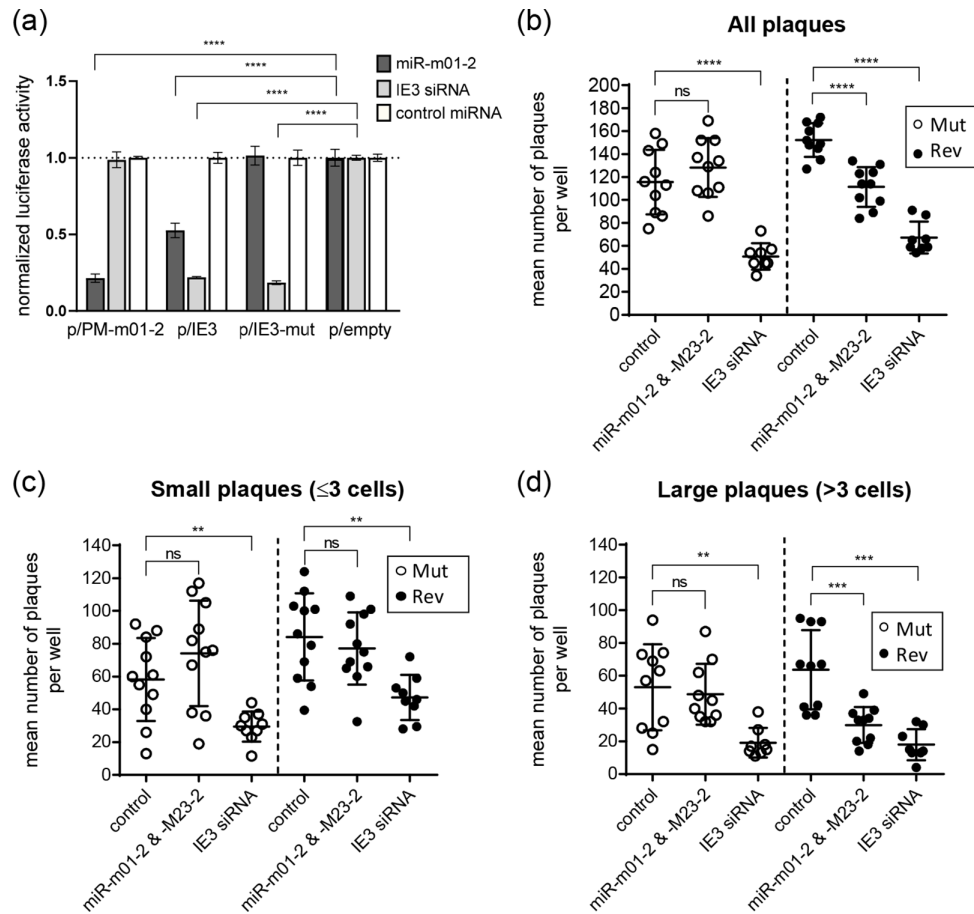 (a)
****
****
****
****
miR-m01-2
IE3 siRNA
control miRNA
normalized luciferase activity
1.0
0.5
0.0
p/PM-m01-2
p/IE3
p/IE3-mut
p/empty
(b)
All plaques
mean number of plaques
per well
200
180
160
140
120
100
80
60
40
20
0
****
ns
****
****
Mut
Rev
control
miR-m01-2 & -M23-2
IE3 siRNA
control
miR-m01-2 & -M23-2
IE3 siRNA
(c)
Small plaques (≤3 cells)
mean number of plaques
per well
140
120
100
80
60
40
20
0
**
ns
**
ns
Mut
Rev
control
miR-m01-2 & -M23-2
IE3 siRNA
control
miR-m01-2 & -M23-2
IE3 siRNA
(d)
Large plaques (>3 cells)
mean number of plaques
per well
140
120
100
80
60
40
20
0
**
ns
***
***
Mut
Rev
control
miR-m01-2 & -M23-2
IE3 siRNA
control
miR-m01-2 & -M23-2
IE3 siRNA